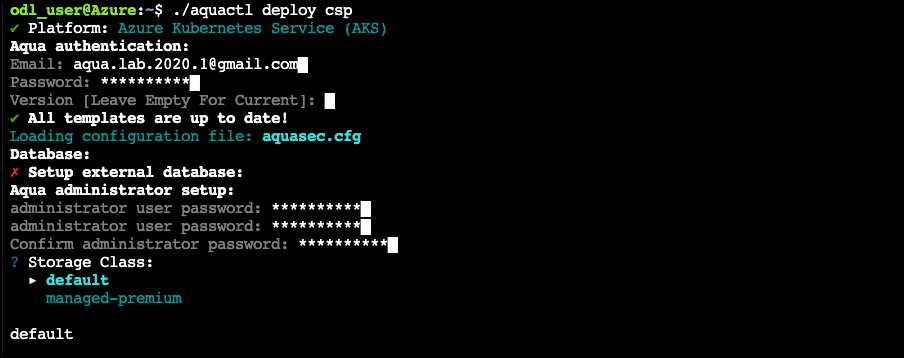 odl_user@Azure:~$ ./aquactl deploy csp
✔ Platform: Azure Kubernetes Service (AKS)
Aqua authentication:
Email: aqua.lab.2020.1@gmail.com
Password: **********
Version [Leave Empty For Current]:
✔ All templates are up to date!
Loading configuration file: aquasec.cfg
Database:
✗ Setup external database:
Aqua administrator setup:
administrator user password: **********
administrator user password: **********
Confirm administrator password: **********
? Storage Class:
▸ default
managed-premium
default